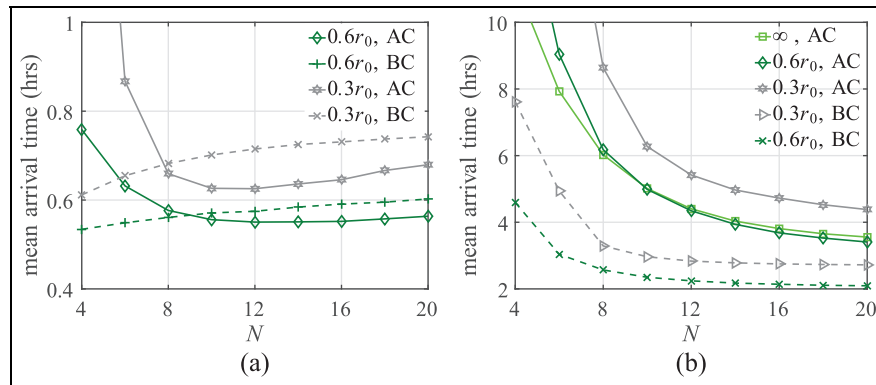 mean arrival time (hrs)
1
0.8
0.6
0.4
4
8
12
16
20
N
0.6r₀, AC
0.6r₀, BC
0.3r₀, AC
0.3r₀, BC
(a)
mean arrival time (hrs)
10
8
6
4
2
4
8
12
16
20
N
∞ , AC
0.6r₀, AC
0.3r₀, AC
0.3r₀, BC
0.6r₀, BC
(b)